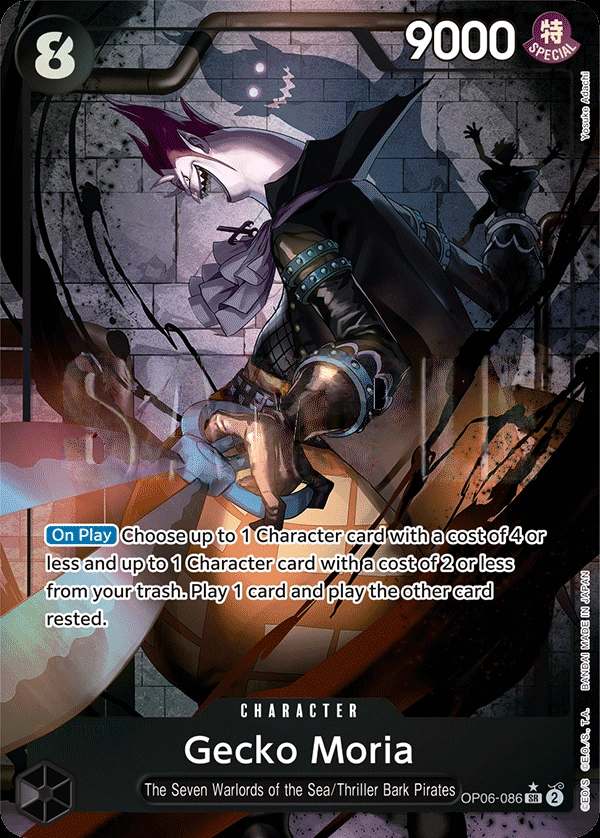 8
9000
特
SPECIAL
Yosuke Adachi
SAMPLE
On Play Choose up to 1 Character card with a cost of 4 or
less and up to 1 Character card with a cost of 2 or less
from your trash. Play 1 card and play the other card
rested.
BANDAI MADE IN JAPAN
©EO/S. ©E.O./S., T.A.
CHARACTER
Gecko Moria
The Seven Warlords of the Sea/Thriller Bark Pirates
OP06-086 SR 2